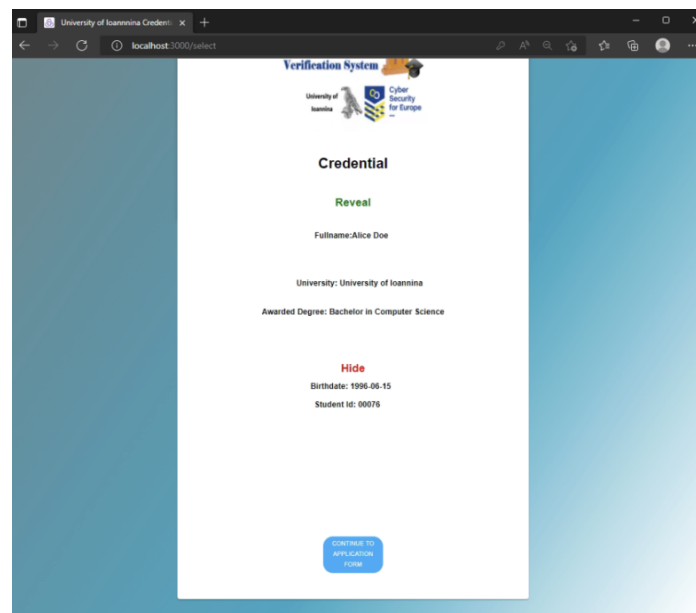 University of Ioannnina Credenti
localhost:3000/select
Verification System
University of
Ioannina
Cyber
Security
for Europe
Credential
Reveal
Fullname:Alice Doe
University: University of Ioannina
Awarded Degree: Bachelor in Computer Science
Hide
Birthdate: 1996-06-15
Student Id: 00076
CONTINUE TO
APPLICATION
FORM